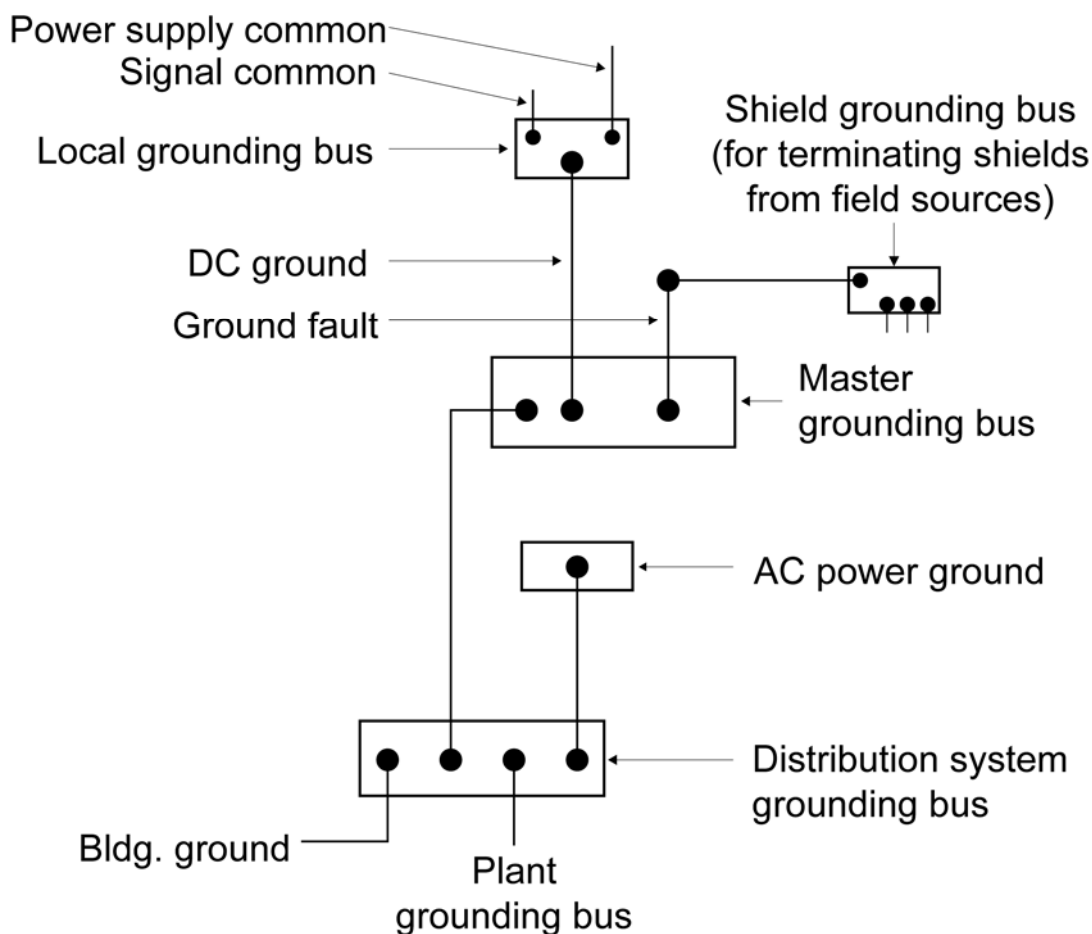 Power supply common
Signal common
Local grounding bus
Shield grounding bus
(for terminating shields
from field sources)
DC ground
Ground fault
Master
grounding bus
AC power ground
Distribution system
grounding bus
Bldg. ground
Plant
grounding bus